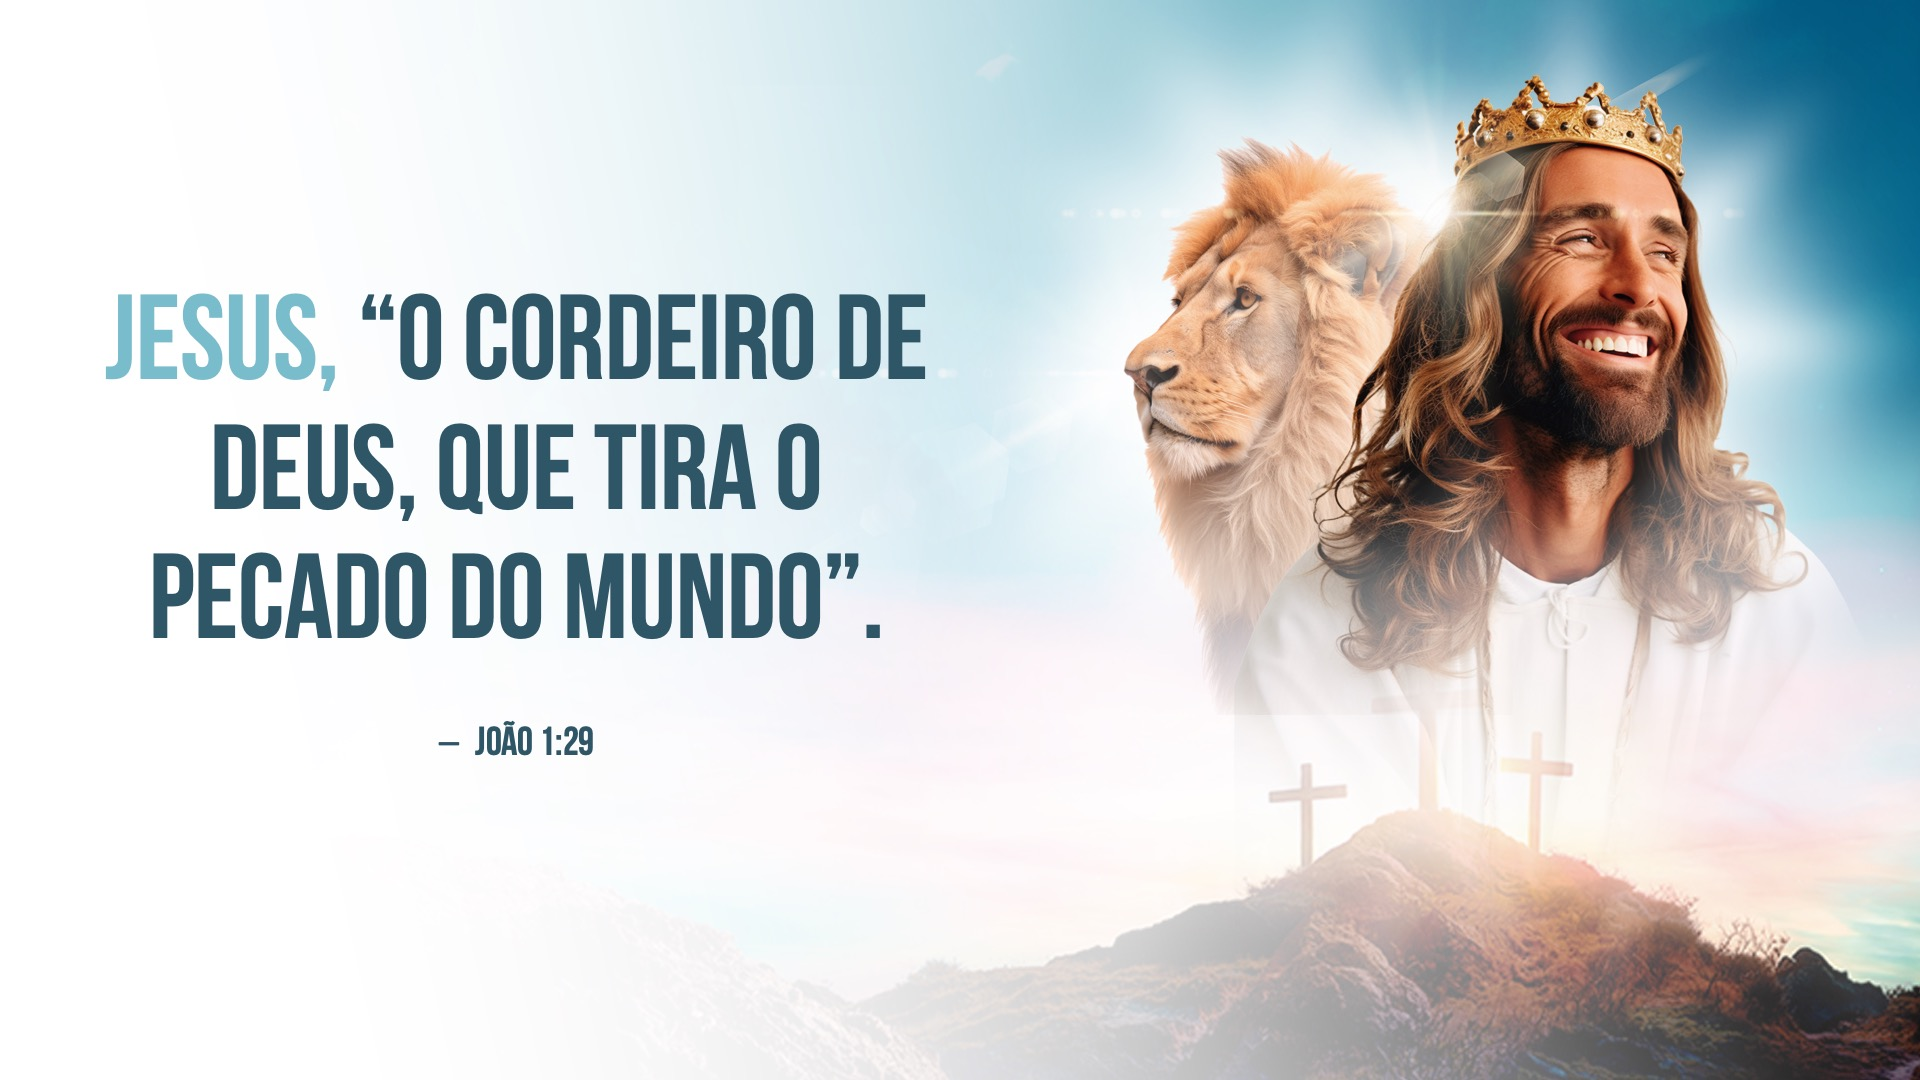 JESUS, “O CORDEIRO DE
DEUS, QUE TIRA O
PECADO DO MUNDO”.
– JOÃO 1:29